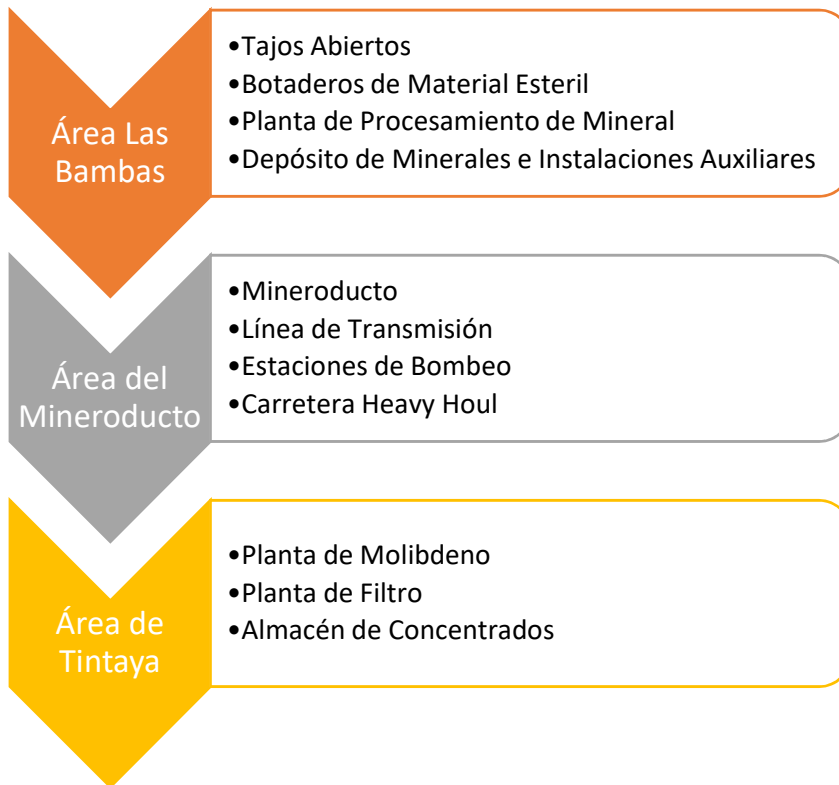 Área Las
Bambas
•Tajos Abiertos
•Botaderos de Material Esteril
•Planta de Procesamiento de Mineral
•Depósito de Minerales e Instalaciones Auxiliares
Área del
Mineroducto
•Mineroducto
•Línea de Transmisión
•Estaciones de Bombeo
•Carretera Heavy Houl
Área de
Tintaya
•Planta de Molibdeno
•Planta de Filtro
•Almacén de Concentrados